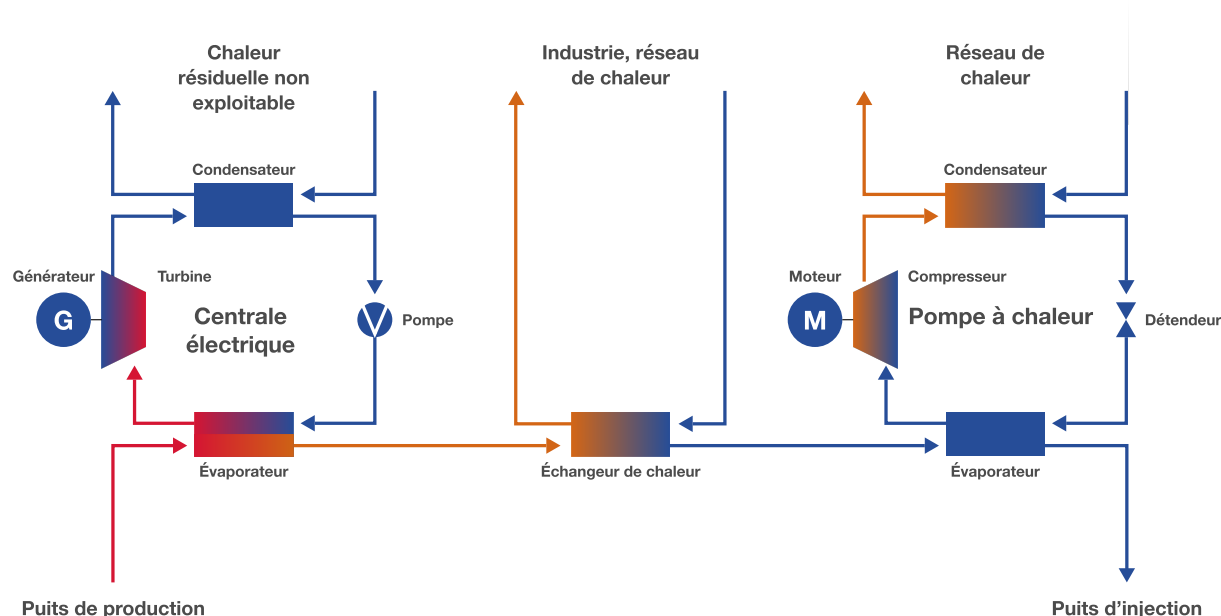 Chaleur
résiduelle non
exploitable
Industrie, réseau
de chaleur
Réseau de
chaleur
Condensateur
Condensateur
Générateur
Turbine
Moteur
Compresseur
G
Centrale
électrique
Pompe
M
Pompe à chaleur
Détendeur
Évaporateur
Échangeur de chaleur
Évaporateur
Puits de production
Puits d'injection